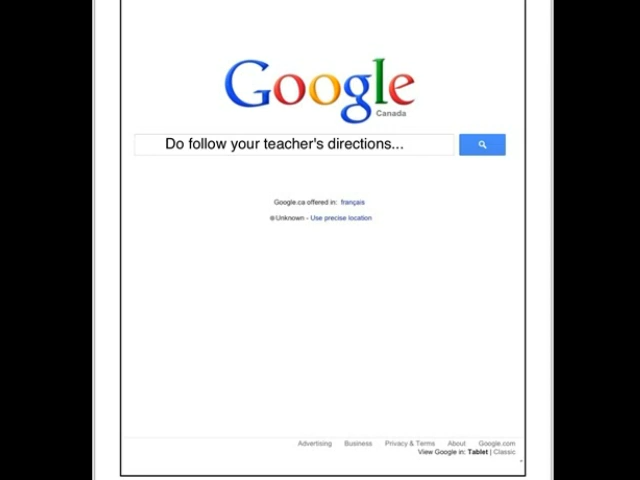 Google
Canada
Do follow your teacher's directions...
Google.ca offered in: français
Unknown - Use precise location
Advertising Business Privacy & Terms About Google.com
View Google in: Tablet | Classic